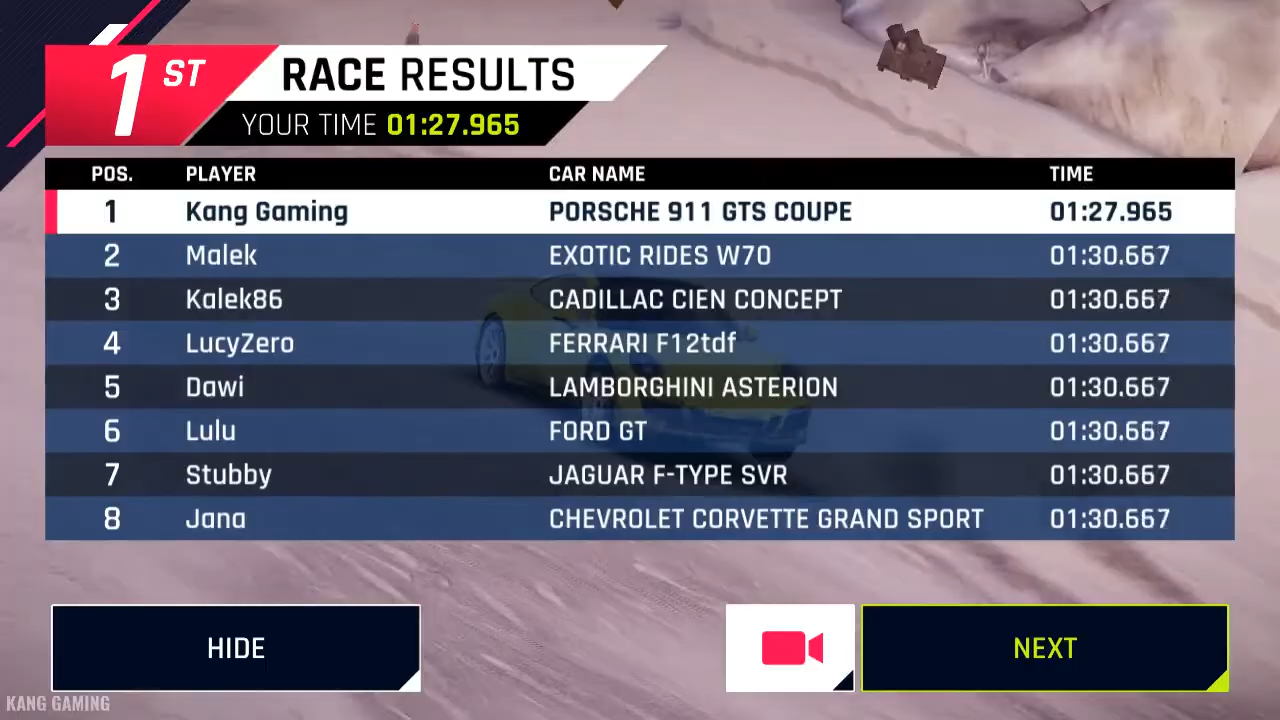 1 ST
RACE RESULTS
YOUR TIME 01:27.965
POS. PLAYER CAR NAME TIME
1 Kang Gaming PORSCHE 911 GTS COUPE 01:27.965
2 Malek EXOTIC RIDES W70 01:30.667
3 Kalek86 CADILLAC CIEN CONCEPT 01:30.667
4 LucyZero FERRARI F12tdf 01:30.667
5 Dawi LAMBORGHINI ASTERION 01:30.667
6 Lulu FORD GT 01:30.667
7 Stubby JAGUAR F-TYPE SVR 01:30.667
8 Jana CHEVROLET CORVETTE GRAND SPORT 01:30.667
HIDE NEXT
KANG GAMING